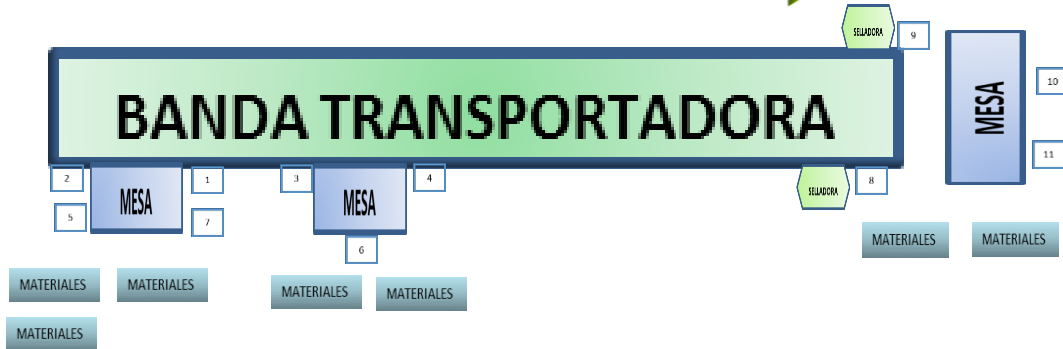 SELLADORA
9
BANDA TRANSPORTADORA
MESA
10
11
2
MESA
1
3
MESA
4
SELLADORA
8
5
7
6
MATERIALES
MATERIALES
MATERIALES
MATERIALES
MATERIALES
MATERIALES
MATERIALES